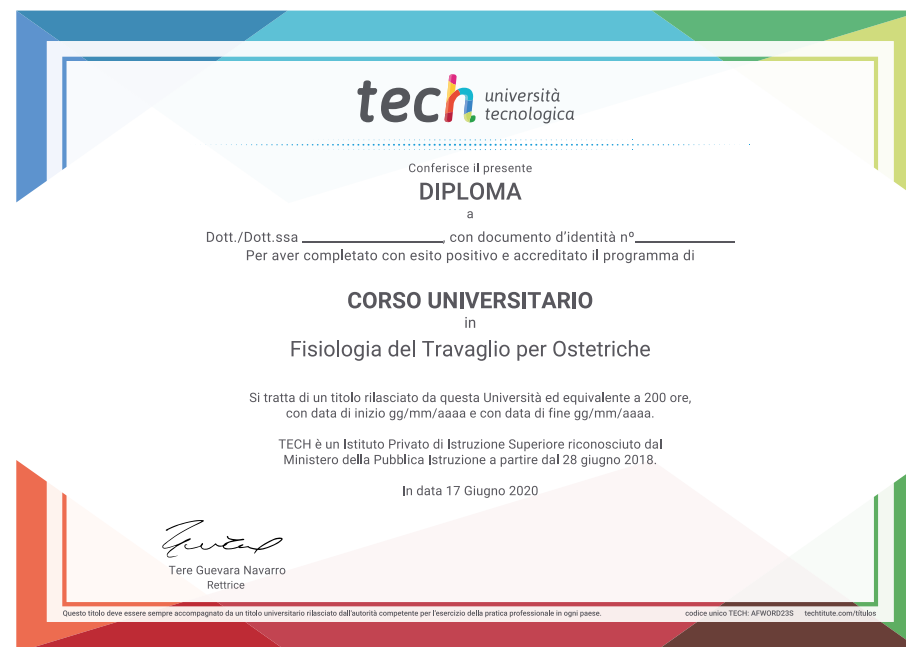 tech università
tecnologica
Conferisce il presente
DIPLOMA
a
Dott./Dott.ssa ____________________, con documento d'identità nº______________
Per aver completato con esito positivo e accreditato il programma di
CORSO UNIVERSITARIO
in
Fisiologia del Travaglio per Ostetriche
Si tratta di un titolo rilasciato da questa Università ed equivalente a 200 ore,
con data di inizio gg/mm/aaaa e con data di fine gg/mm/aaaa.
TECH è un Istituto Privato di Istruzione Superiore riconosciuto dal
Ministero della Pubblica Istruzione a partire dal 28 giugno 2018.
In data 17 Giugno 2020
Tere Guevara Navarro
Rettrice
Questo titolo deve essere sempre accompagnato da un titolo universitario rilasciato dall'autorità competente per l'esercizio della pratica professionale in ogni paese. codice unico TECH: AFWORD23S techtitute.com/titulos